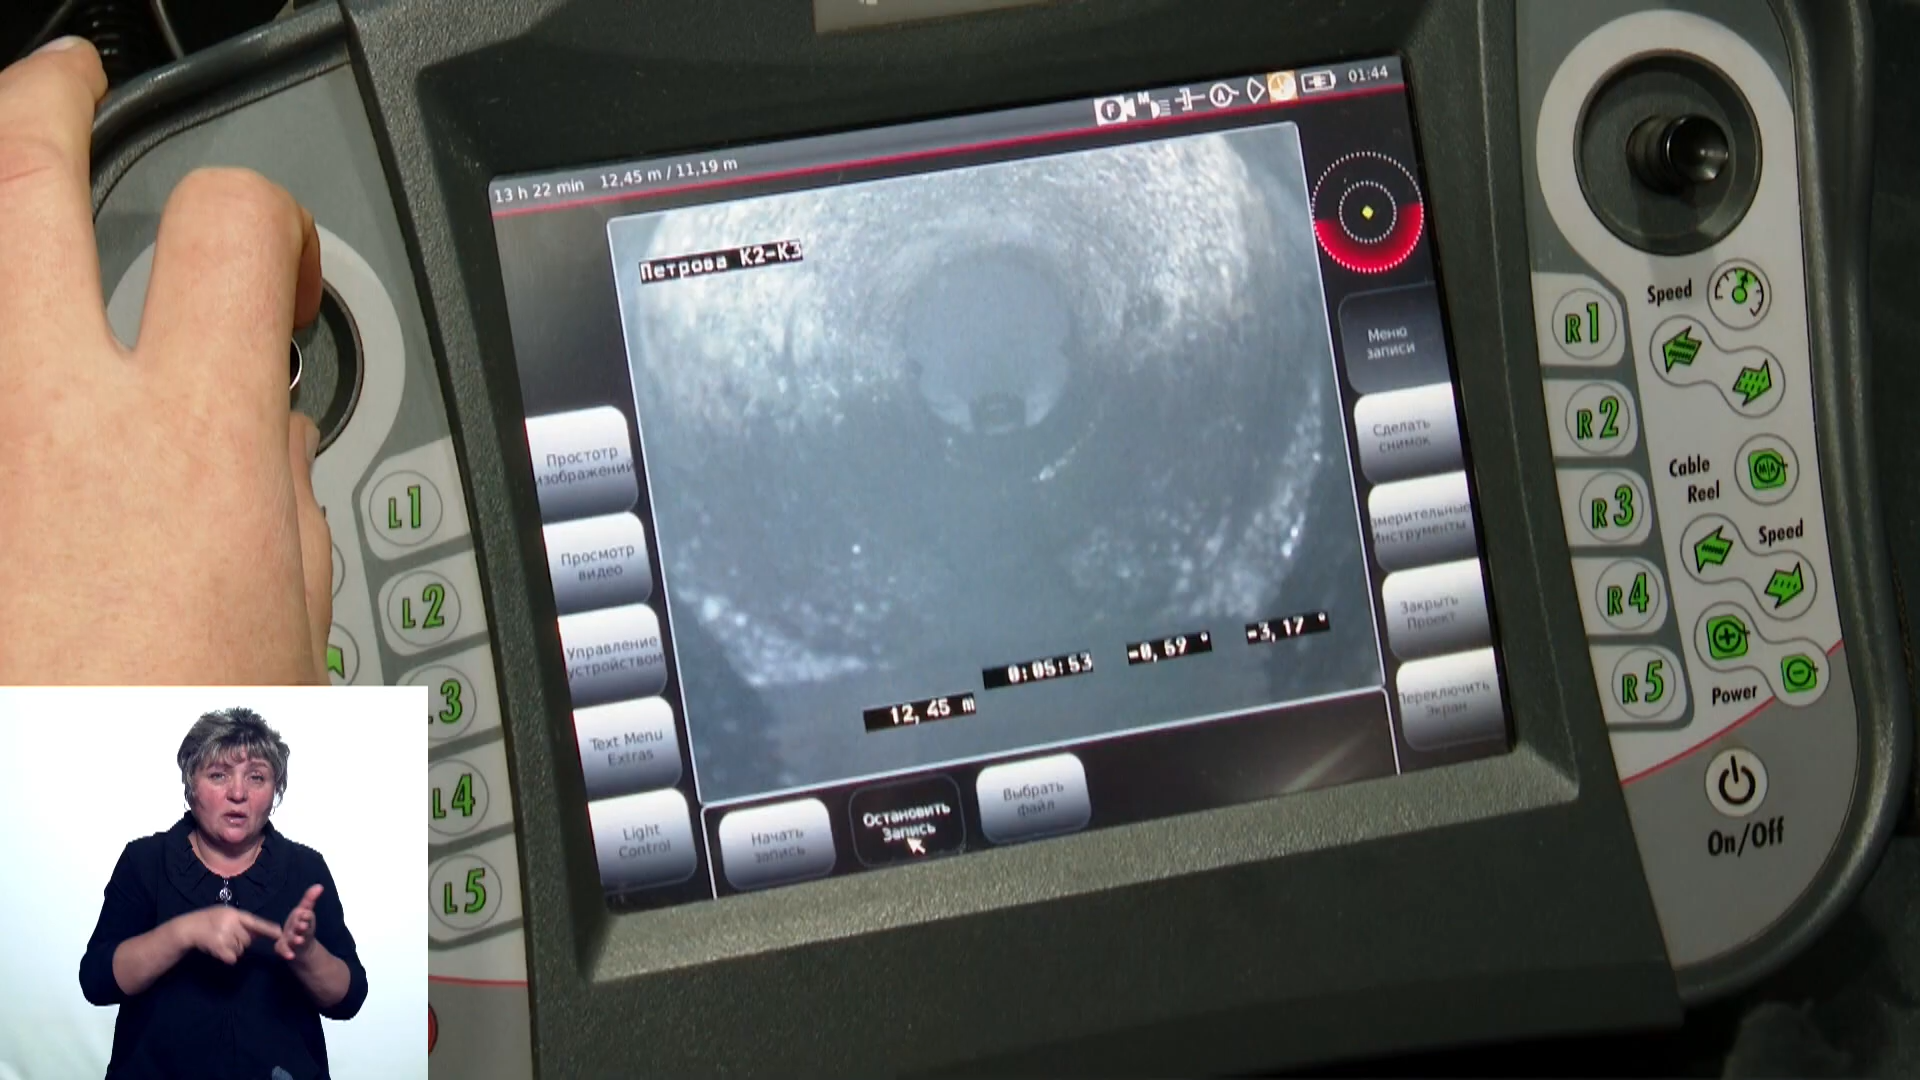 01:44
13 h 22 min 12,45 m / 11,19 m
Петрова К2-К3
Меню
записи
Сделать
снимок
змерительные
Инструменты
Закрыть
Проект
Переключить
Экран
Простотр
изображений
Просмотр
видео
Управление
устройством
Text Menu
Extras
Light
Control
12,45 m
0:05:53
-0,69 °
-3,17 °
Начать
запись
Остановить
Запись
Выбрать
файл
L1
L2
L3
L4
L5
R1
R2
R3
R4
R5
Speed
Cable
Reel
M/A
Speed
Power
On/Off